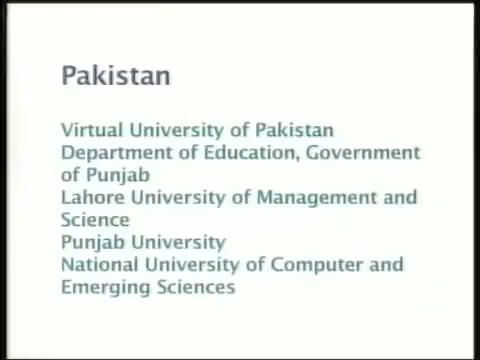 Pakistan
Virtual University of Pakistan
Department of Education, Government
of Punjab
Lahore University of Management and
Science
Punjab University
National University of Computer and
Emerging Sciences